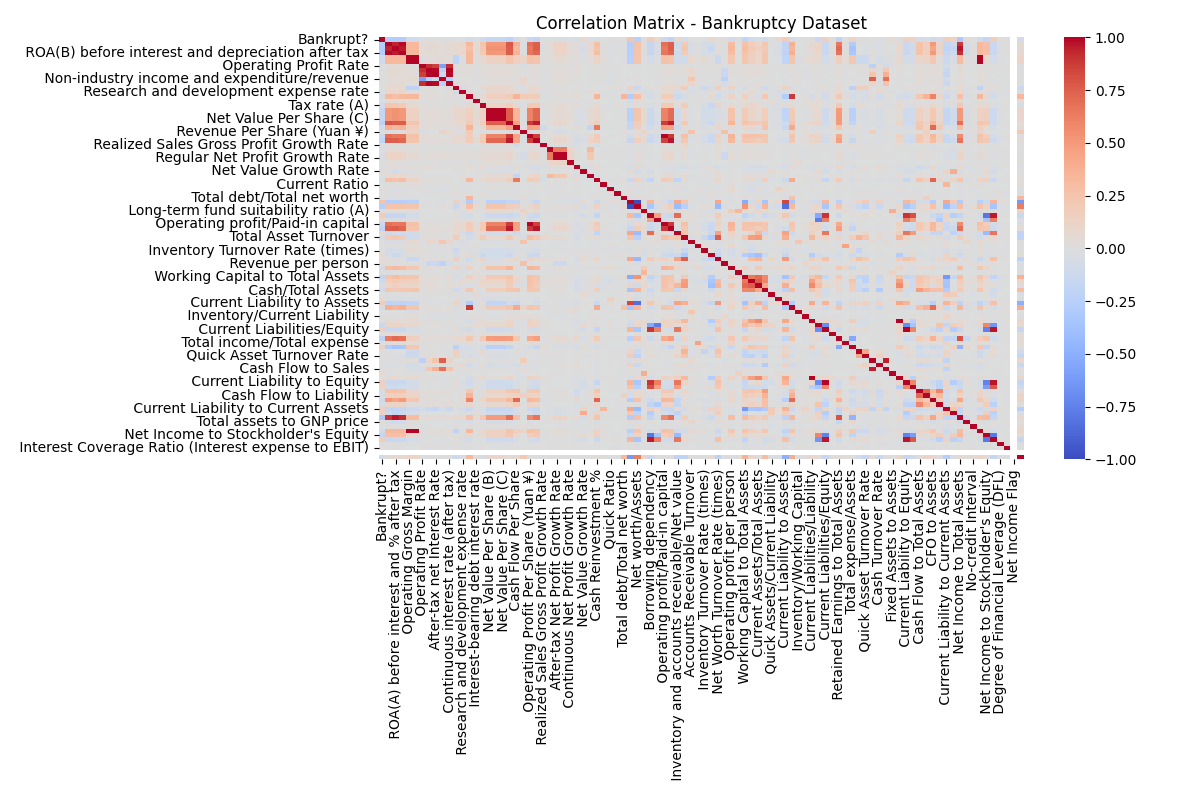 Correlation Matrix - Bankruptcy Dataset
Bankrupt?
ROA(B) before interest and depreciation after tax
Operating Profit Rate
Non-industry income and expenditure/revenue
Research and development expense rate
Tax rate (A)
Net Value Per Share (C)
Revenue Per Share (Yuan ¥)
Realized Sales Gross Profit Growth Rate
Regular Net Profit Growth Rate
Net Value Growth Rate
Current Ratio
Total debt/Total net worth
Long-term fund suitability ratio (A)
Operating profit/Paid-in capital
Total Asset Turnover
Inventory Turnover Rate (times)
Revenue per person
Working Capital to Total Assets
Cash/Total Assets
Current Liability to Assets
Inventory/Current Liability
Current Liabilities/Equity
Total income/Total expense
Quick Asset Turnover Rate
Cash Flow to Sales
Current Liability to Equity
Cash Flow to Liability
Current Liability to Current Assets
Total assets to GNP price
Net Income to Stockholder's Equity
Interest Coverage Ratio (Interest expense to EBIT)
Bankrupt?
ROA(A) before interest and % after tax
Operating Gross Margin
Operating Profit Rate
After-tax net Interest Rate
Continuous interest rate (after tax)
Research and development expense rate
Interest-bearing debt interest rate
Net Value Per Share (B)
Net Value Per Share (C)
Cash Flow Per Share
Operating Profit Per Share (Yuan ¥)
Realized Sales Gross Profit Growth Rate
After-tax Net Profit Growth Rate
Continuous Net Profit Growth Rate
Net Value Growth Rate
Cash Reinvestment %
Quick Ratio
Total debt/Total net worth
Net worth/Assets
Borrowing dependency
Operating profit/Paid-in capital
Inventory and accounts receivable/Net value
Accounts Receivable Turnover
Inventory Turnover Rate (times)
Net Worth Turnover Rate (times)
Operating profit per person
Working Capital to Total Assets
Current Assets/Total Assets
Quick Assets/Current Liability
Current Liability to Assets
Inventory/Working Capital
Current Liabilities/Liability
Current Liabilities/Equity
Retained Earnings to Total Assets
Total expense/Assets
Quick Asset Turnover Rate
Cash Turnover Rate
Fixed Assets to Assets
Current Liability to Equity
Cash Flow to Total Assets
CFO to Assets
Current Liability to Current Assets
Net Income to Total Assets
No-credit Interval
Net Income to Stockholder's Equity
Degree of Financial Leverage (DFL)
Net Income Flag
1.00
0.75
0.50
0.25
0.00
−0.25
−0.50
−0.75
−1.00